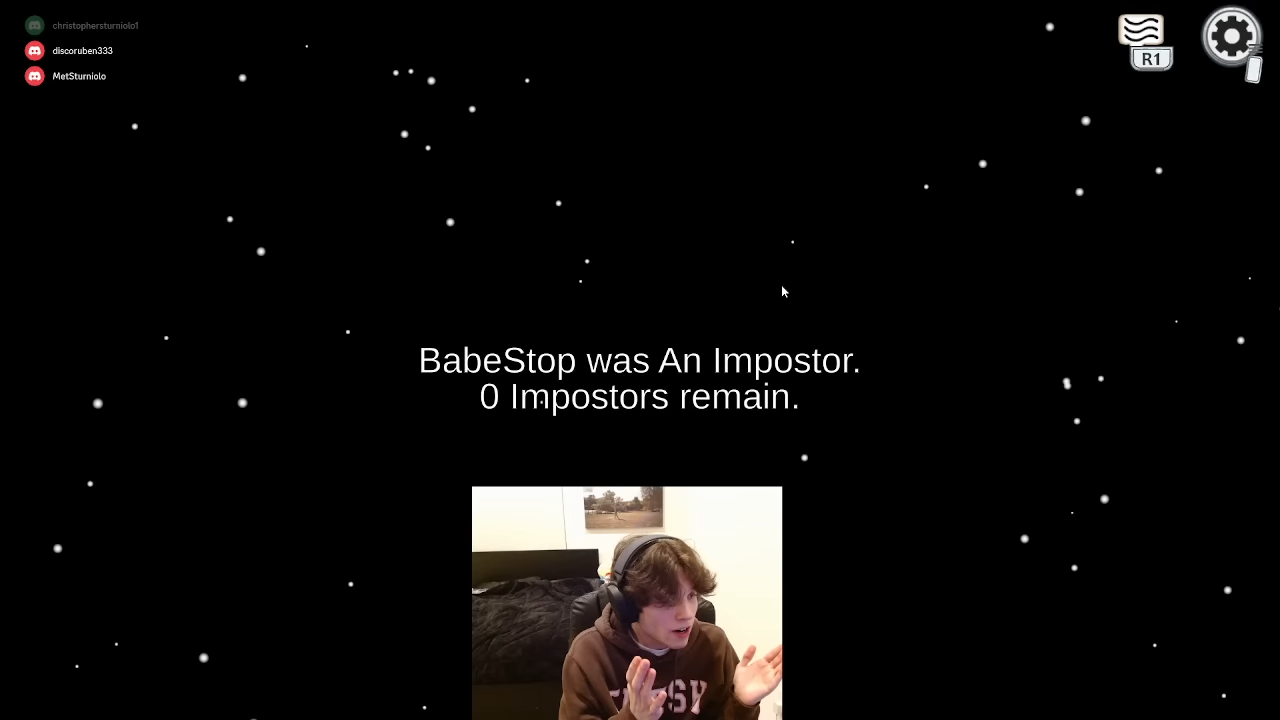 christophersturniolo1
discoruben333
MetSturniolo
R1
BabeStop was An Impostor.
0 Impostors remain.